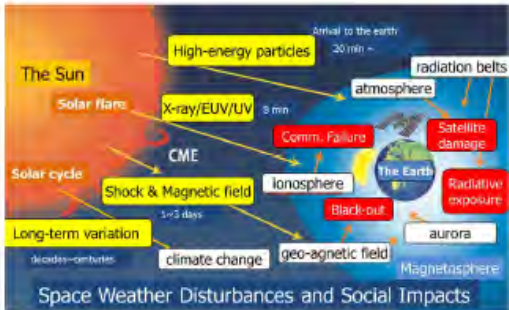 Arrival to the earth
20 min ~
High-energy particles
radiation belts
The Sun
atmosphere
Solar flare
X-ray/EUV/UV
8 min
Comm. Failure
Satellite
damage
CME
The Earth
Solar cycle
Shock & Magnetic field
ionosphere
Radiative
exposure
1~3 days
Black-out
Long-term variation
aurora
decades~centuries
climate change
geo-agnetic field
Magnetosphere
Space Weather Disturbances and Social Impacts